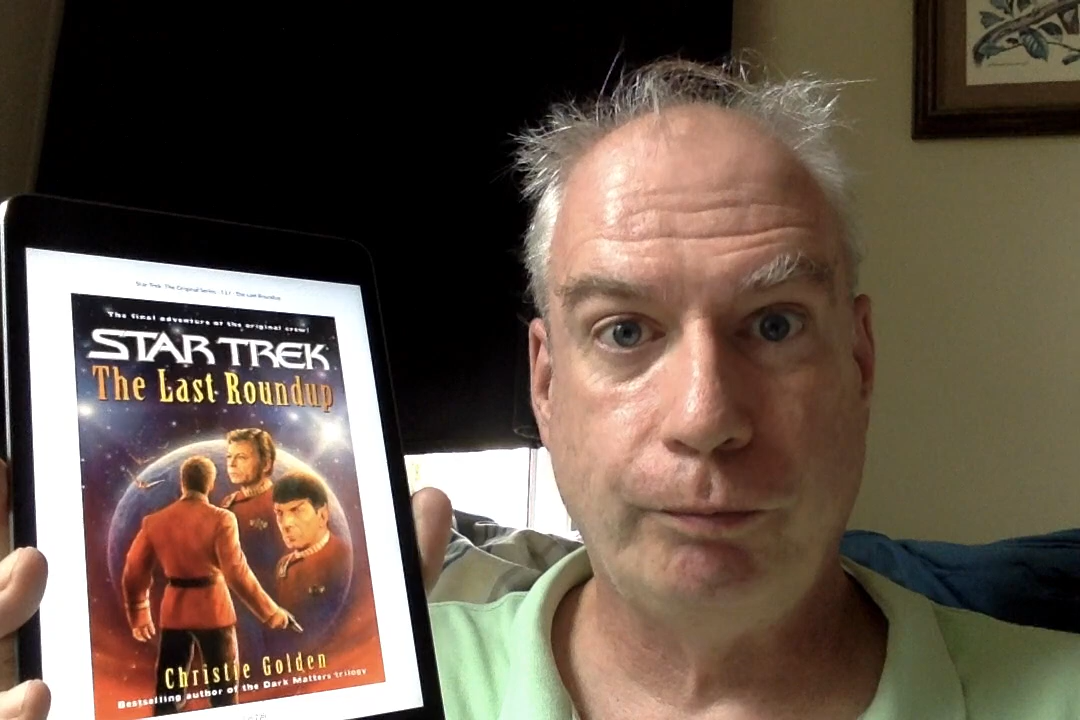 Star Trek: The Original Series - 137 - The Last Roundup
The final adventure of the original crew!
STAR TREK
The Last Roundup
Christie Golden
Bestselling author of the Dark Matters trilogy